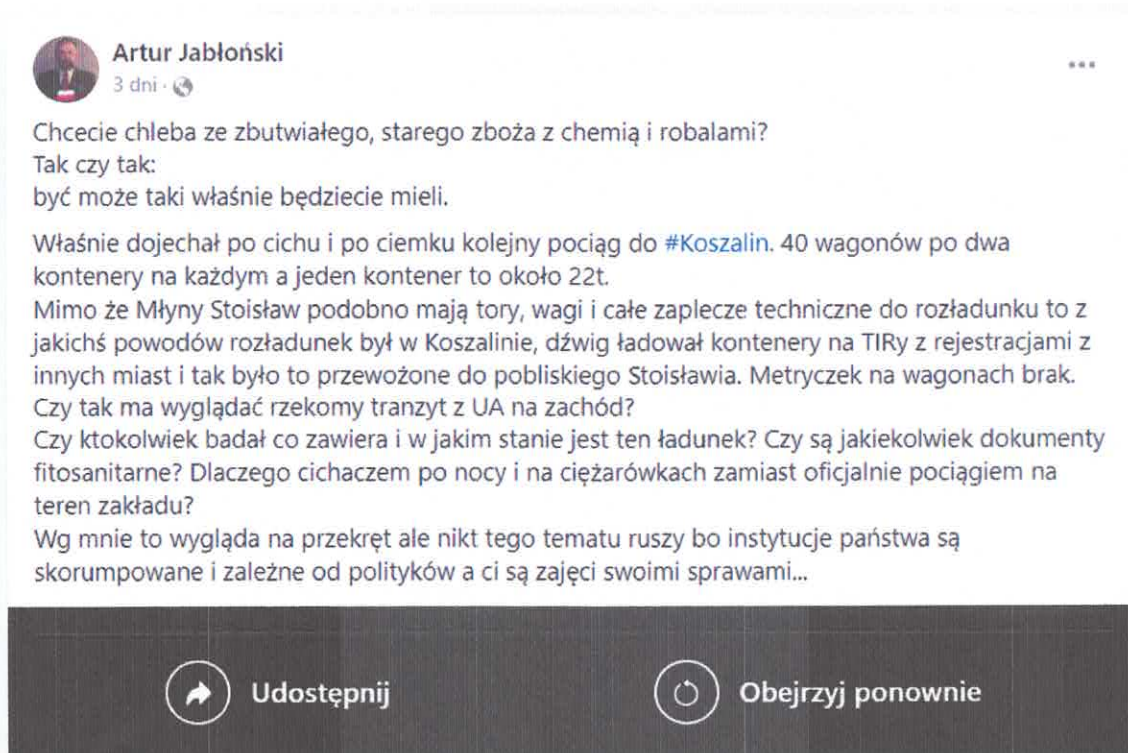 Artur Jabłoński
3 dni ·
Chcecie chleba ze zbutwiałego, starego zboża z chemią i robalami?
Tak czy tak:
być może taki właśnie będziecie mieli.
Właśnie dojechał po cichu i po ciemku kolejny pociąg do #Koszalin. 40 wagonów po dwa
kontenery na każdym a jeden kontener to około 22t.
Mimo że Młyny Stoisław podobno mają tory, wagi i całe zaplecze techniczne do rozładunku to z
jakichś powodów rozładunek był w Koszalinie, dźwig ładował kontenery na TIRy z rejestracjami z
innych miast i tak było to przewożone do pobliskiego Stoisławia. Metryczek na wagonach brak.
Czy tak ma wyglądać rzekomy tranzyt z UA na zachód?
Czy ktokolwiek badał co zawiera i w jakim stanie jest ten ładunek? Czy są jakiekolwiek dokumenty
fitosanitarne? Dlaczego cichaczem po nocy i na ciężarówkach zamiast oficjalnie pociągiem na
teren zakładu?
Wg mnie to wygląda na przekręt ale nikt tego tematu ruszy bo instytucje państwa są
skorumpowane i zależne od polityków a ci są zajęci swoimi sprawami...
Udostępnij
Obejrzyj ponownie